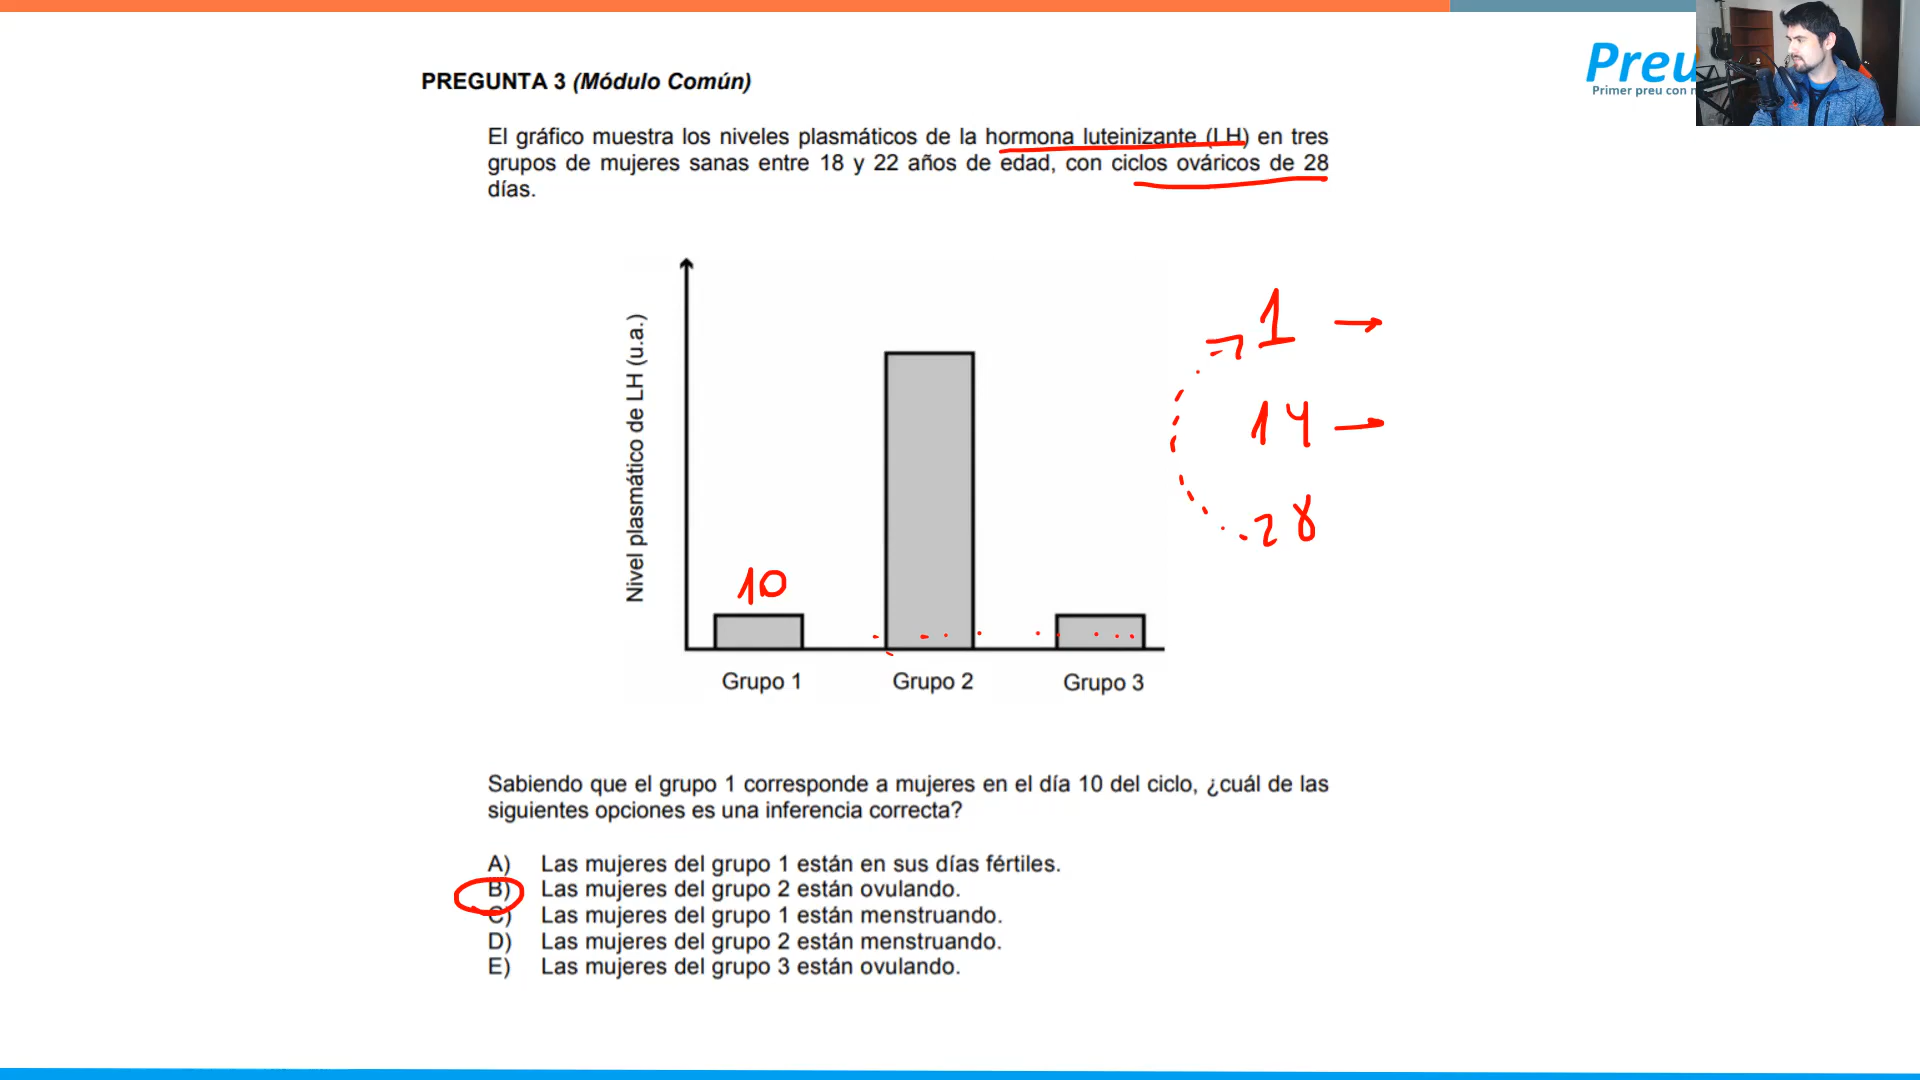 Preu
Primer preu con
PREGUNTA 3 (Módulo Común)
El gráfico muestra los niveles plasmáticos de la hormona luteinizante (LH) en tres
grupos de mujeres sanas entre 18 y 22 años de edad, con ciclos ováricos de 28
días.
Nivel plasmático de LH (u.a.)
1
14
28
10
Grupo 1
Grupo 2
Grupo 3
Sabiendo que el grupo 1 corresponde a mujeres en el día 10 del ciclo, ¿cuál de las
siguientes opciones es una inferencia correcta?
A) Las mujeres del grupo 1 están en sus días fértiles.
B) Las mujeres del grupo 2 están ovulando.
C) Las mujeres del grupo 1 están menstruando.
D) Las mujeres del grupo 2 están menstruando.
E) Las mujeres del grupo 3 están ovulando.